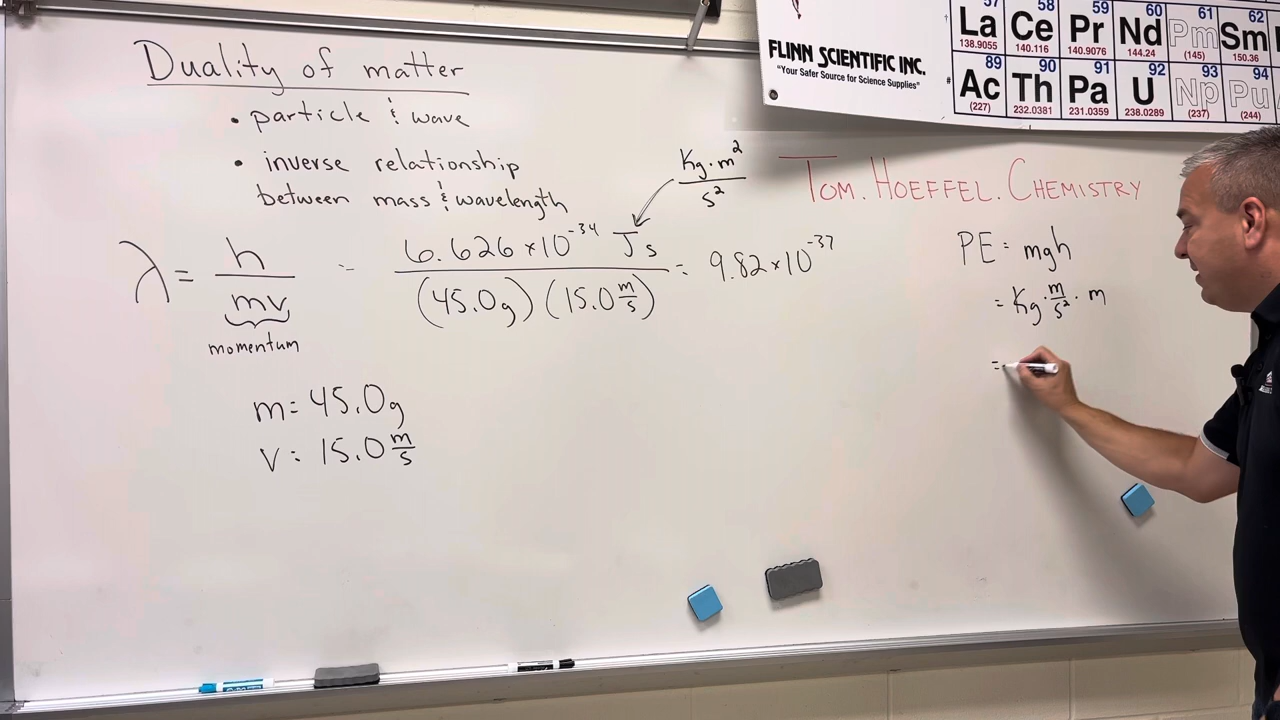 Duality of matter
• particle & wave
• inverse relationship
between mass & wavelength
λ = h / mv = 6.626×10⁻³⁴ J s / (45.0g) (15.0 m/s) = 9.82×10⁻³⁷
momentum
Kg·m² / s²
m = 45.0g
v = 15.0 m/s
TOM.HOEFFEL.CHEMISTRY
PE = mgh
= Kg · m/s² · m
=
FLINN SCIENTIFIC INC.
"Your Safer Source for Science Supplies"
57 58 59 60 61 62
La Ce Pr Nd Pm Sm
138.9055 140.116 140.9076 144.24 (145) 150.36
89 90 91 92 93 94
Ac Th Pa U Np Pu
(227) 232.0381 231.0359 238.0289 (237) (244)